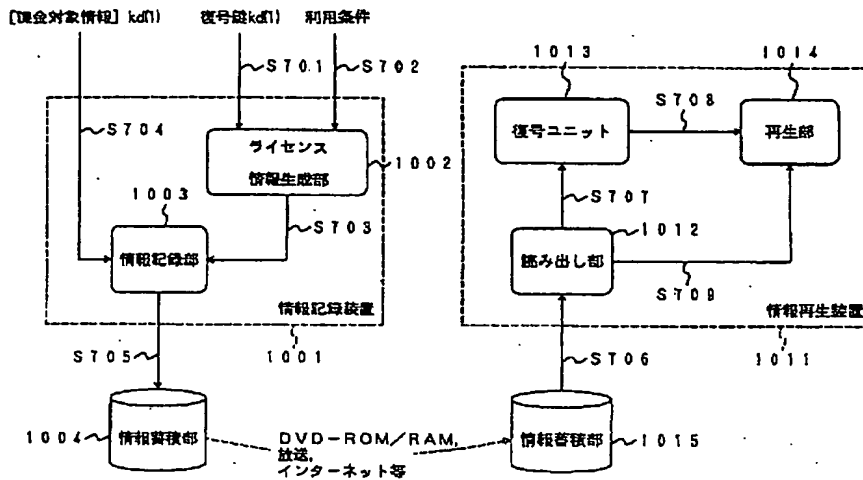 [課金対象情報] kd(1)
復号鍵kd(1)
利用条件
S701
S702
S704
ライセンス
情報生成部
1002
1003
S703
情報記録部
情報記録装置
S705
1001
1004
情報蓄積部
DVD-ROM/RAM,
放送,
インターネット等
1013
1014
S708
復号ユニット
再生部
S707
1012
読み出し部
S709
情報再生装置
S706
1011
情報蓄積部
1015